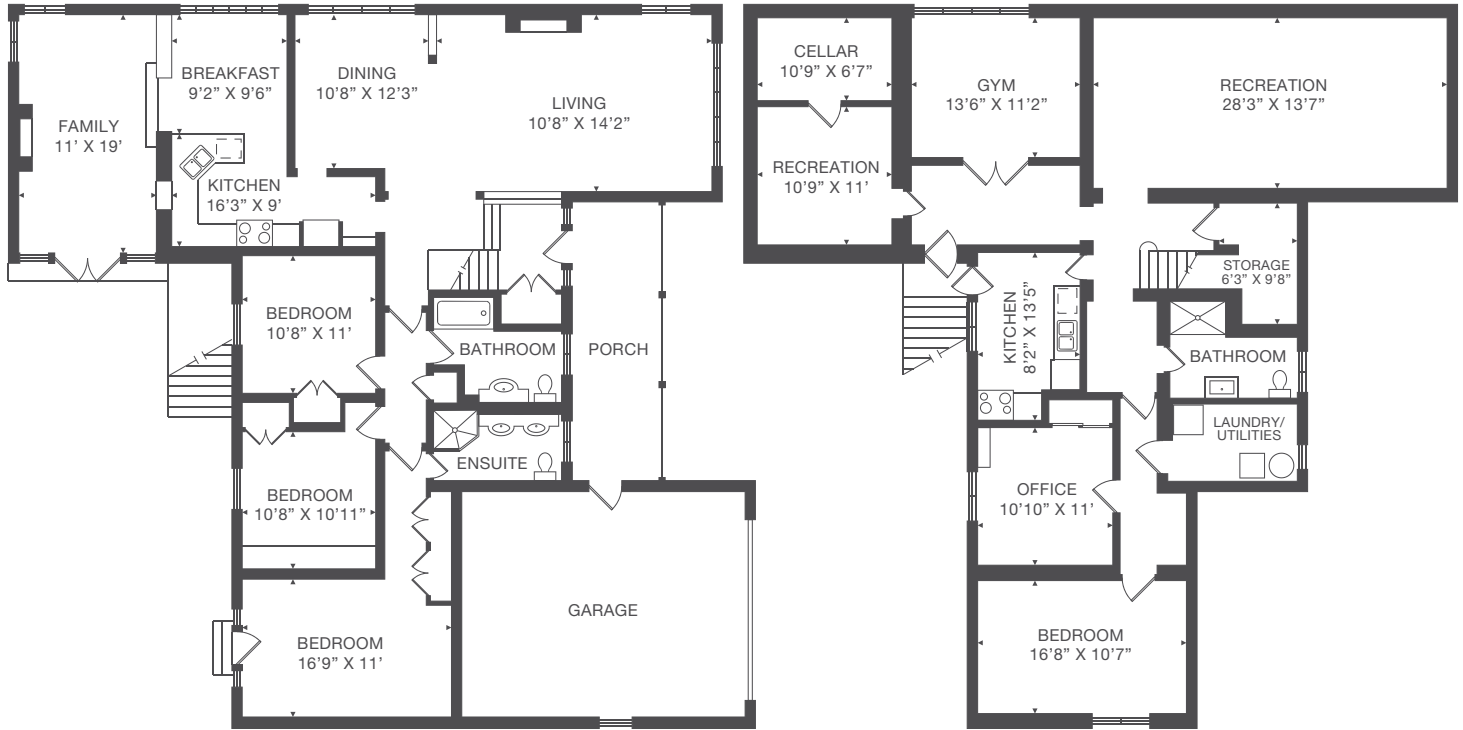 BREAKFAST
9'2” X 9'6”
DINING
10'8” X 12'3”
LIVING
10'8” X 14'2”
FAMILY
11’ X 19’
KITCHEN
16'3” X 9’
BEDROOM
10'8” X 11’
BATHROOM
PORCH
ENSUITE
BEDROOM
10'8” X 10'11”
GARAGE
BEDROOM
16'9” X 11’
CELLAR
10'9” X 6'7”
GYM
13'6” X 11'2”
RECREATION
28'3” X 13'7”
RECREATION
10'9” X 11’
STORAGE
6'3” X 9'8”
KITCHEN
8'2” X 13'5”
BATHROOM
LAUNDRY/
UTILITIES
OFFICE
10'10” X 11’
BEDROOM
16'8” X 10'7”